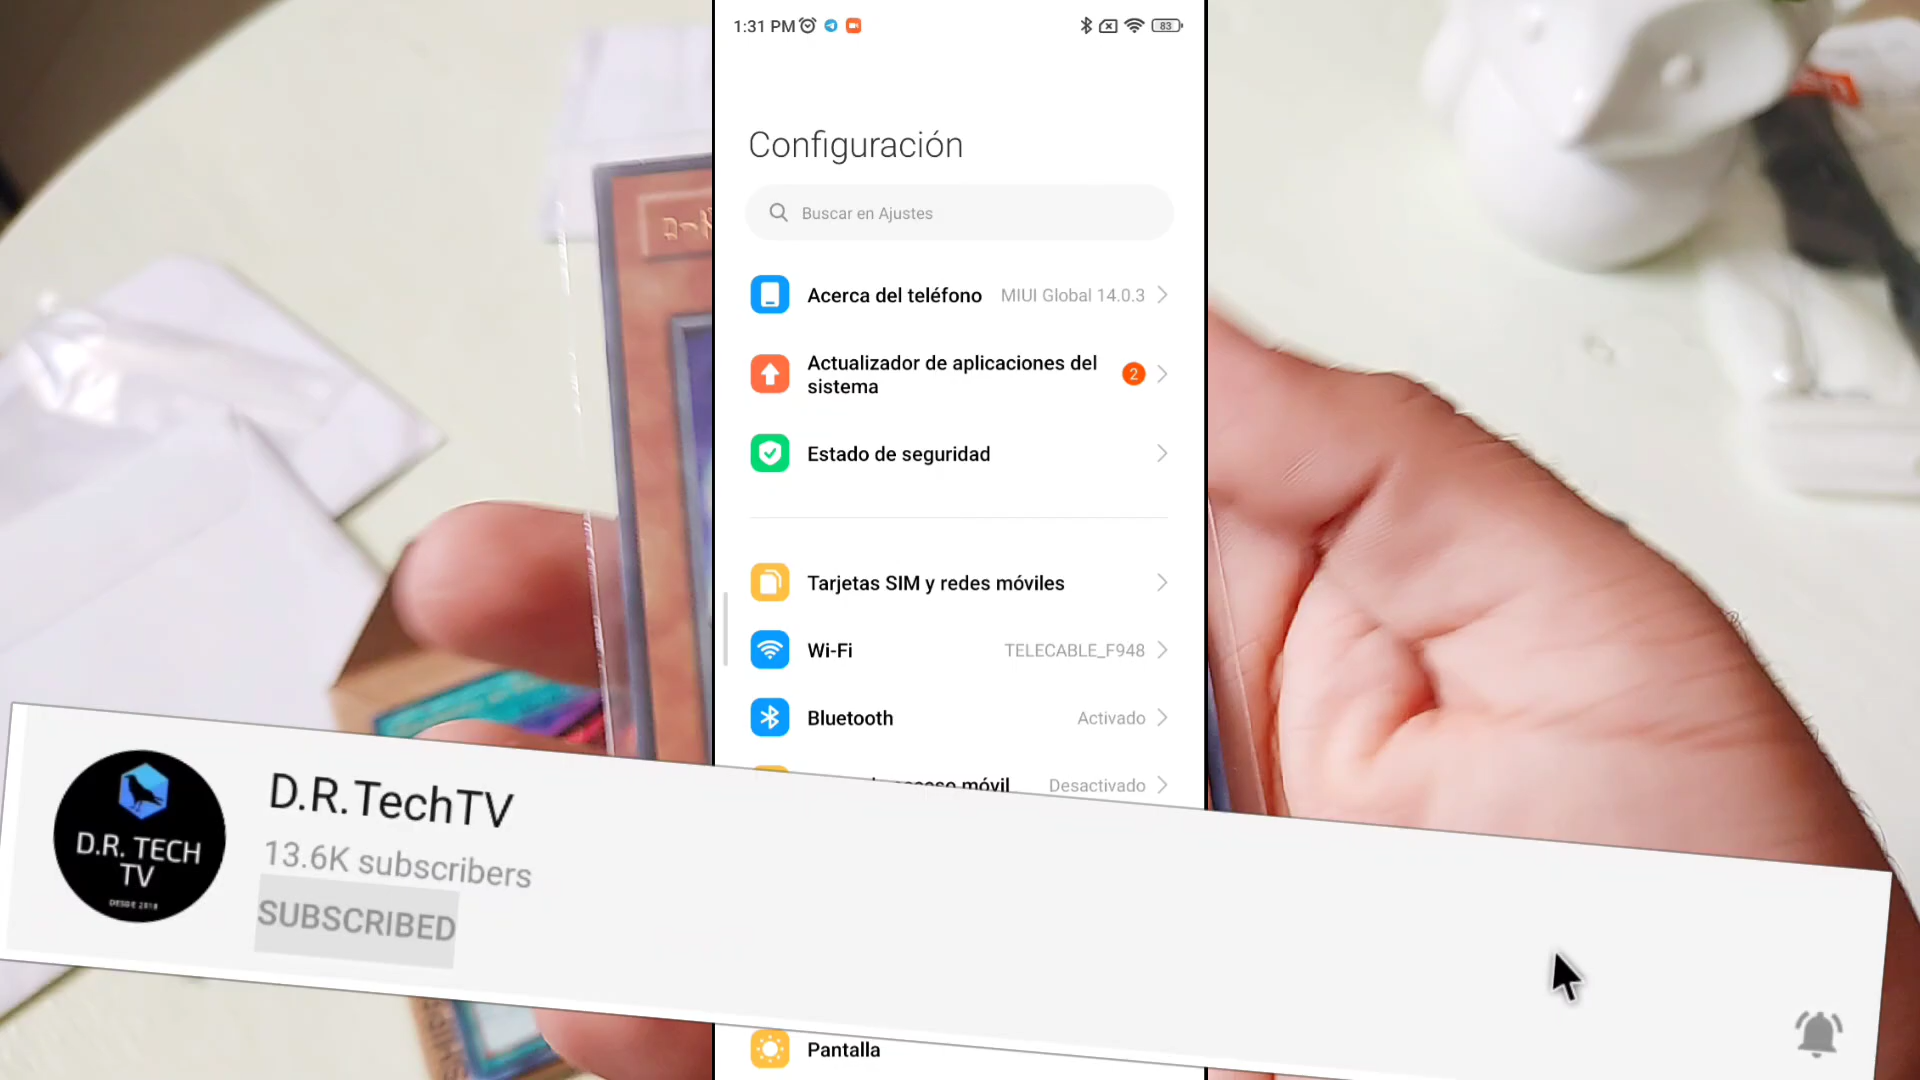 1:31 PM
83
Configuración
Buscar en Ajustes
Acerca del teléfono MIUI Global 14.0.3
Actualizador de aplicaciones del
sistema
2
Estado de seguridad
Tarjetas SIM y redes móviles
Wi-Fi TELECABLE_F948
Bluetooth Activado
móvil Desactivado
D.R.TechTV
13.6K subscribers
SUBSCRIBED
D.R. TECH
TV
DESDE 2018
Pantalla